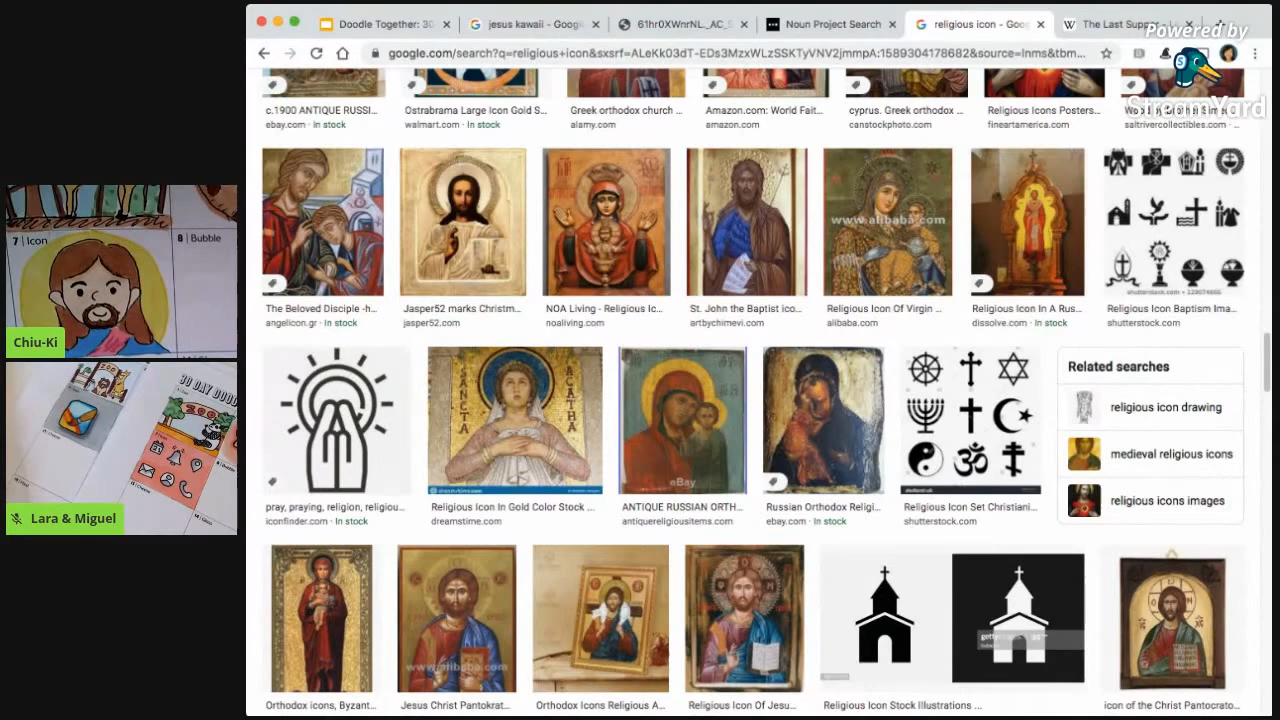 Doodle Together: 30
jesus kawaii - Googl
61hr0XWnrNL._AC_S
Noun Project Search
religious icon - Goo
The Last Supper
Powered by
google.com/search?q=religious+icon&sxsrf=ALeKk03dT-EDs3MzxWLzSSKTyVNV2jmmpA:1589304178682&source=lnms&tbm...
StreamYard
c.1900 ANTIQUE RUSSI...
ebay.com · In stock
Ostrabrama Large Icon Gold S...
walmart.com · In stock
Greek orthodox church ...
alamy.com
Amazon.com: World Fait...
amazon.com
cyprus. Greek orthodox ...
canstockphoto.com
Religious Icons Posters...
fineartamerica.com
saltrivercollectibles.com · ...
7 | Icon
8 | Bubble
Chiu-Ki
www.alibaba.com
The Beloved Disciple -h...
angelicon.gr · In stock
Jasper52 marks Christm...
jasper52.com
NOA Living - Religious Ic...
noaliving.com
St. John the Baptist ico...
artbychimevi.com
Religious Icon Of Virgin ...
alibaba.com
Religious Icon In A Rus...
dissolve.com · In stock
Religious Icon Baptism Ima...
shutterstock.com
30 DAY DOOD
ZOO
Lara & Miguel
SANCTA
AGATHA
eBay
Related searches
religious icon drawing
medieval religious icons
religious icons images
pray, praying, religion, religiou...
iconfinder.com · In stock
Religious Icon In Gold Color Stock ...
dreamstime.com
ANTIQUE RUSSIAN ORTH...
antiquereligiousitems.com
Russian Orthodox Religi...
ebay.com · In stock
Religious Icon Set Christiani...
shutterstock.com
www.alibaba.com
Orthodox icons, Byzant...
Jesus Christ Pantokrat...
Orthodox Icons Religious A...
Religious Icon Of Jesu...
Religious Icon Stock Illustrations ...
icon of the Christ Pantocrato...